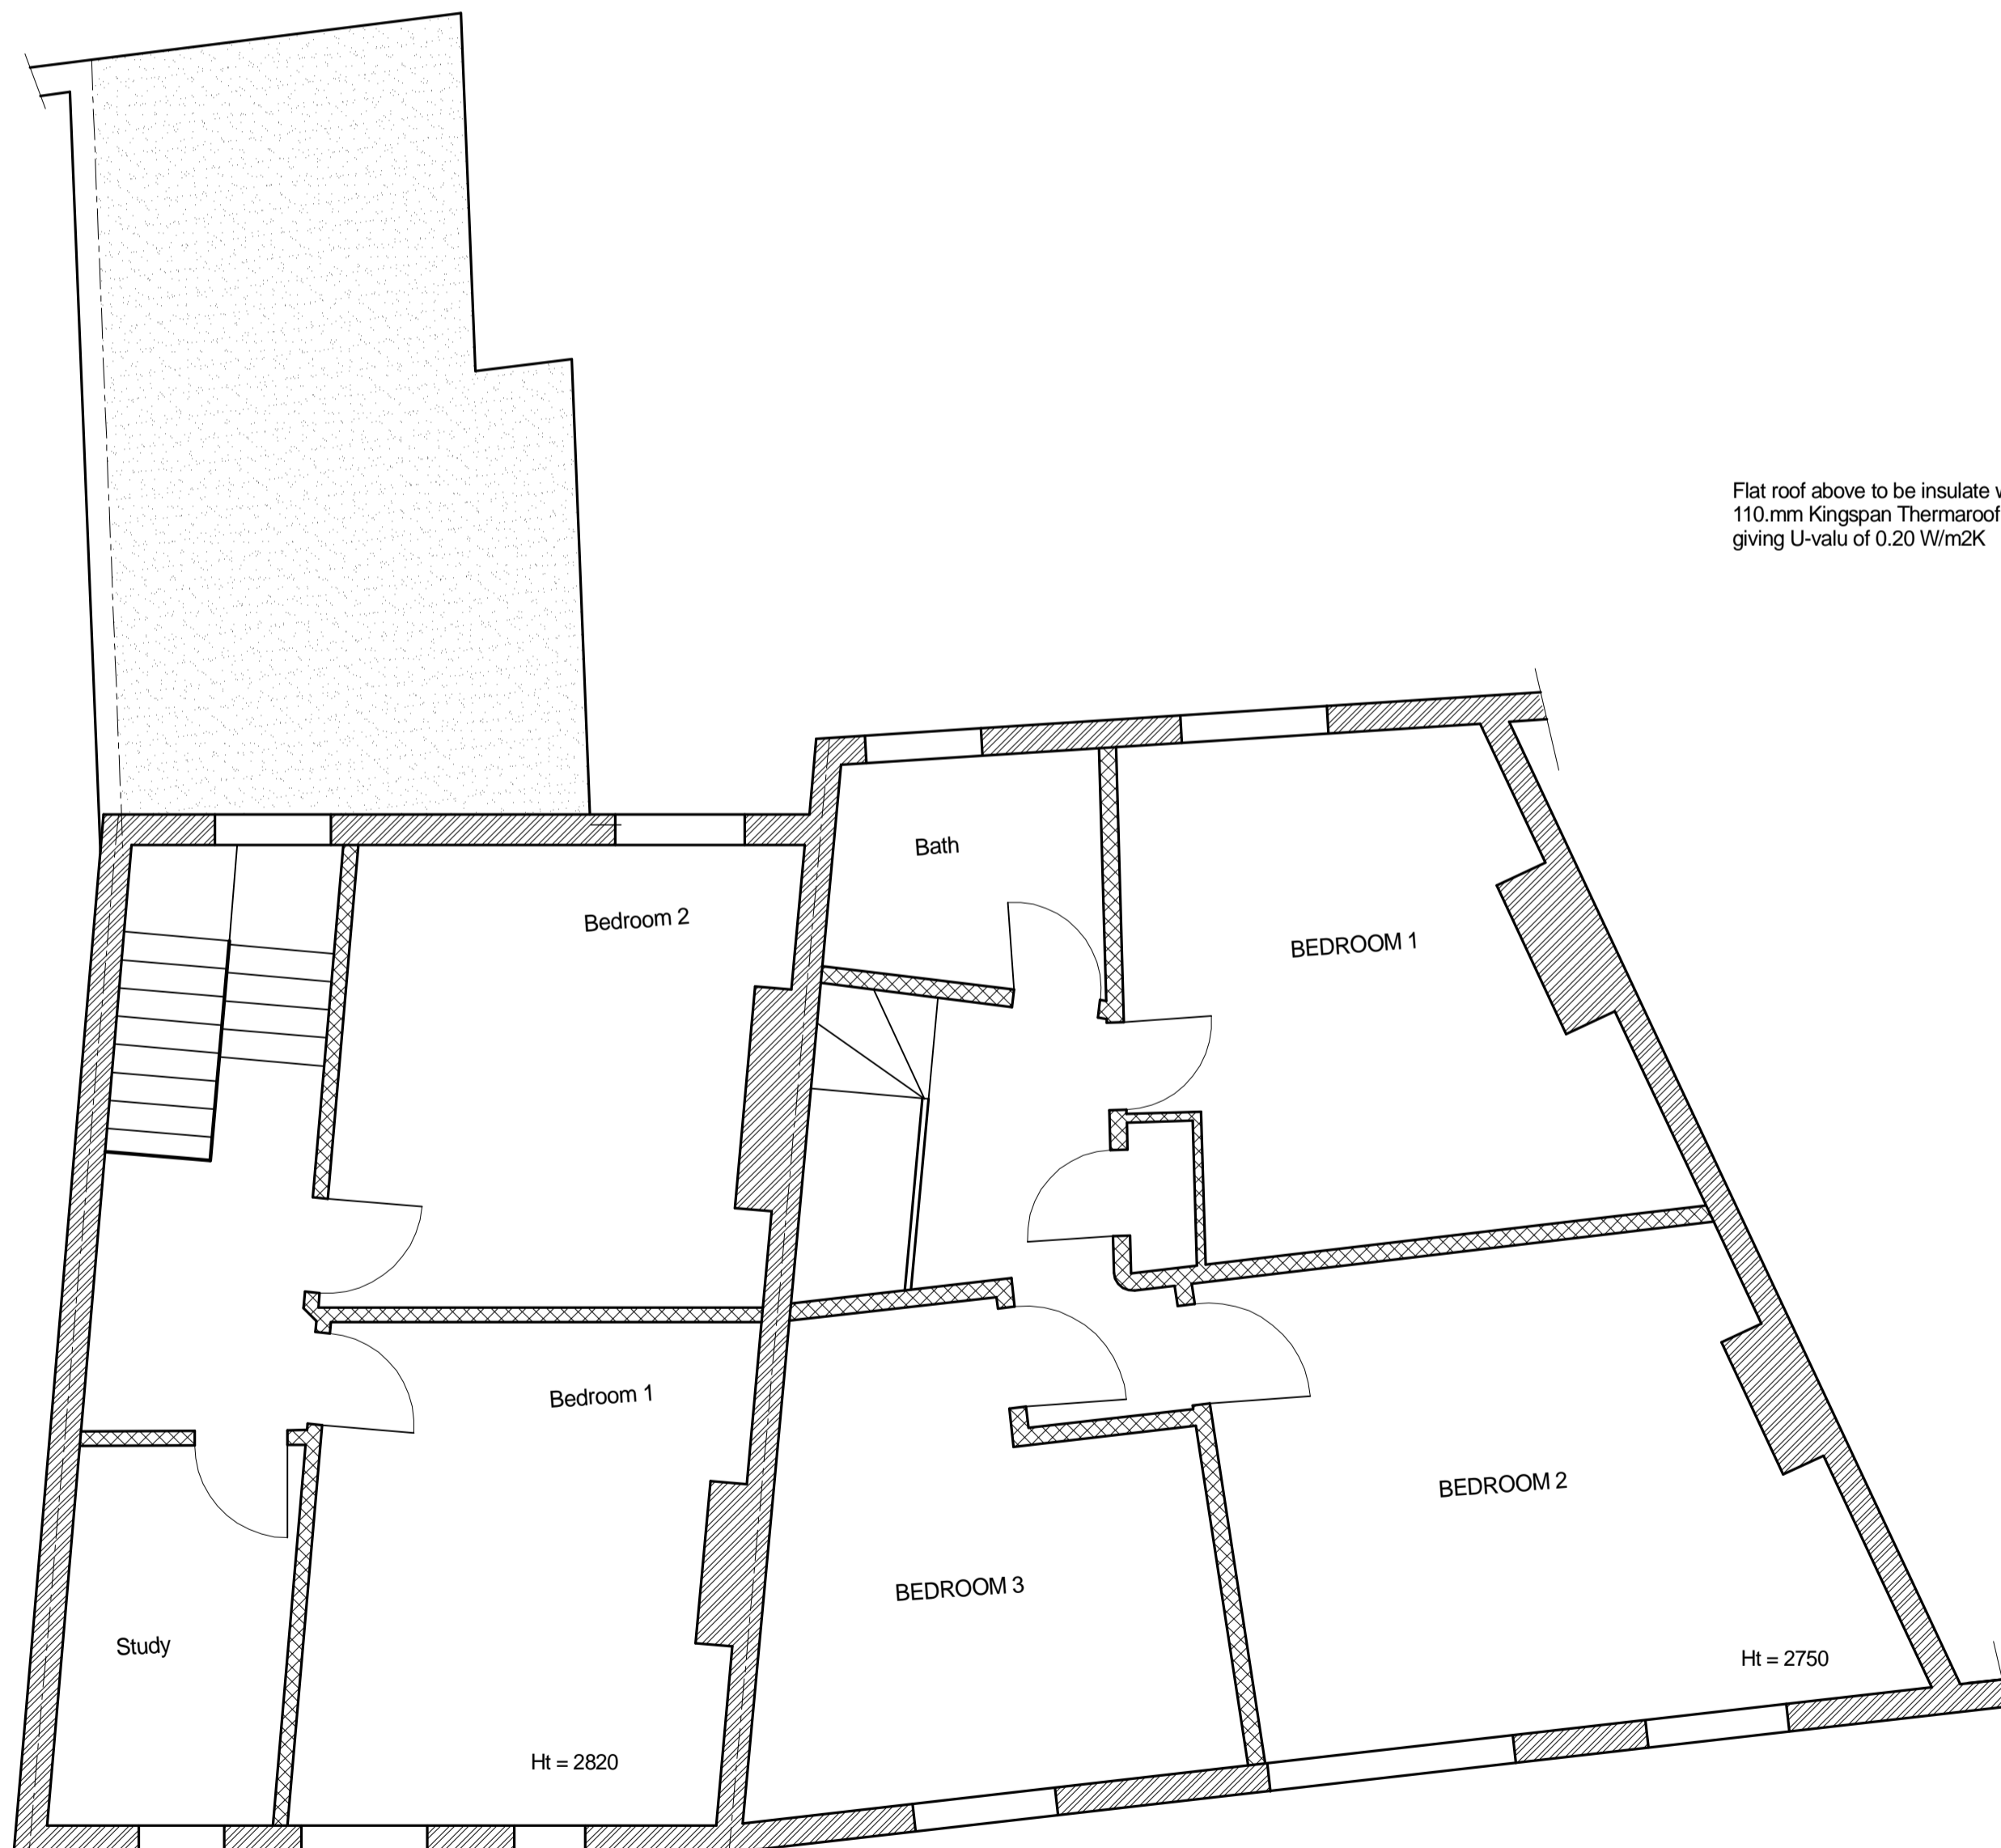 Flat roof above to be insulate
110.mm Kingspan Thermaroof
giving U-valu of 0.20 W/m2K
Bath
Bedroom 2
BEDROOM 1
Bedroom 1
BEDROOM 2
BEDROOM 3
Study
Ht = 2750
Ht = 2820